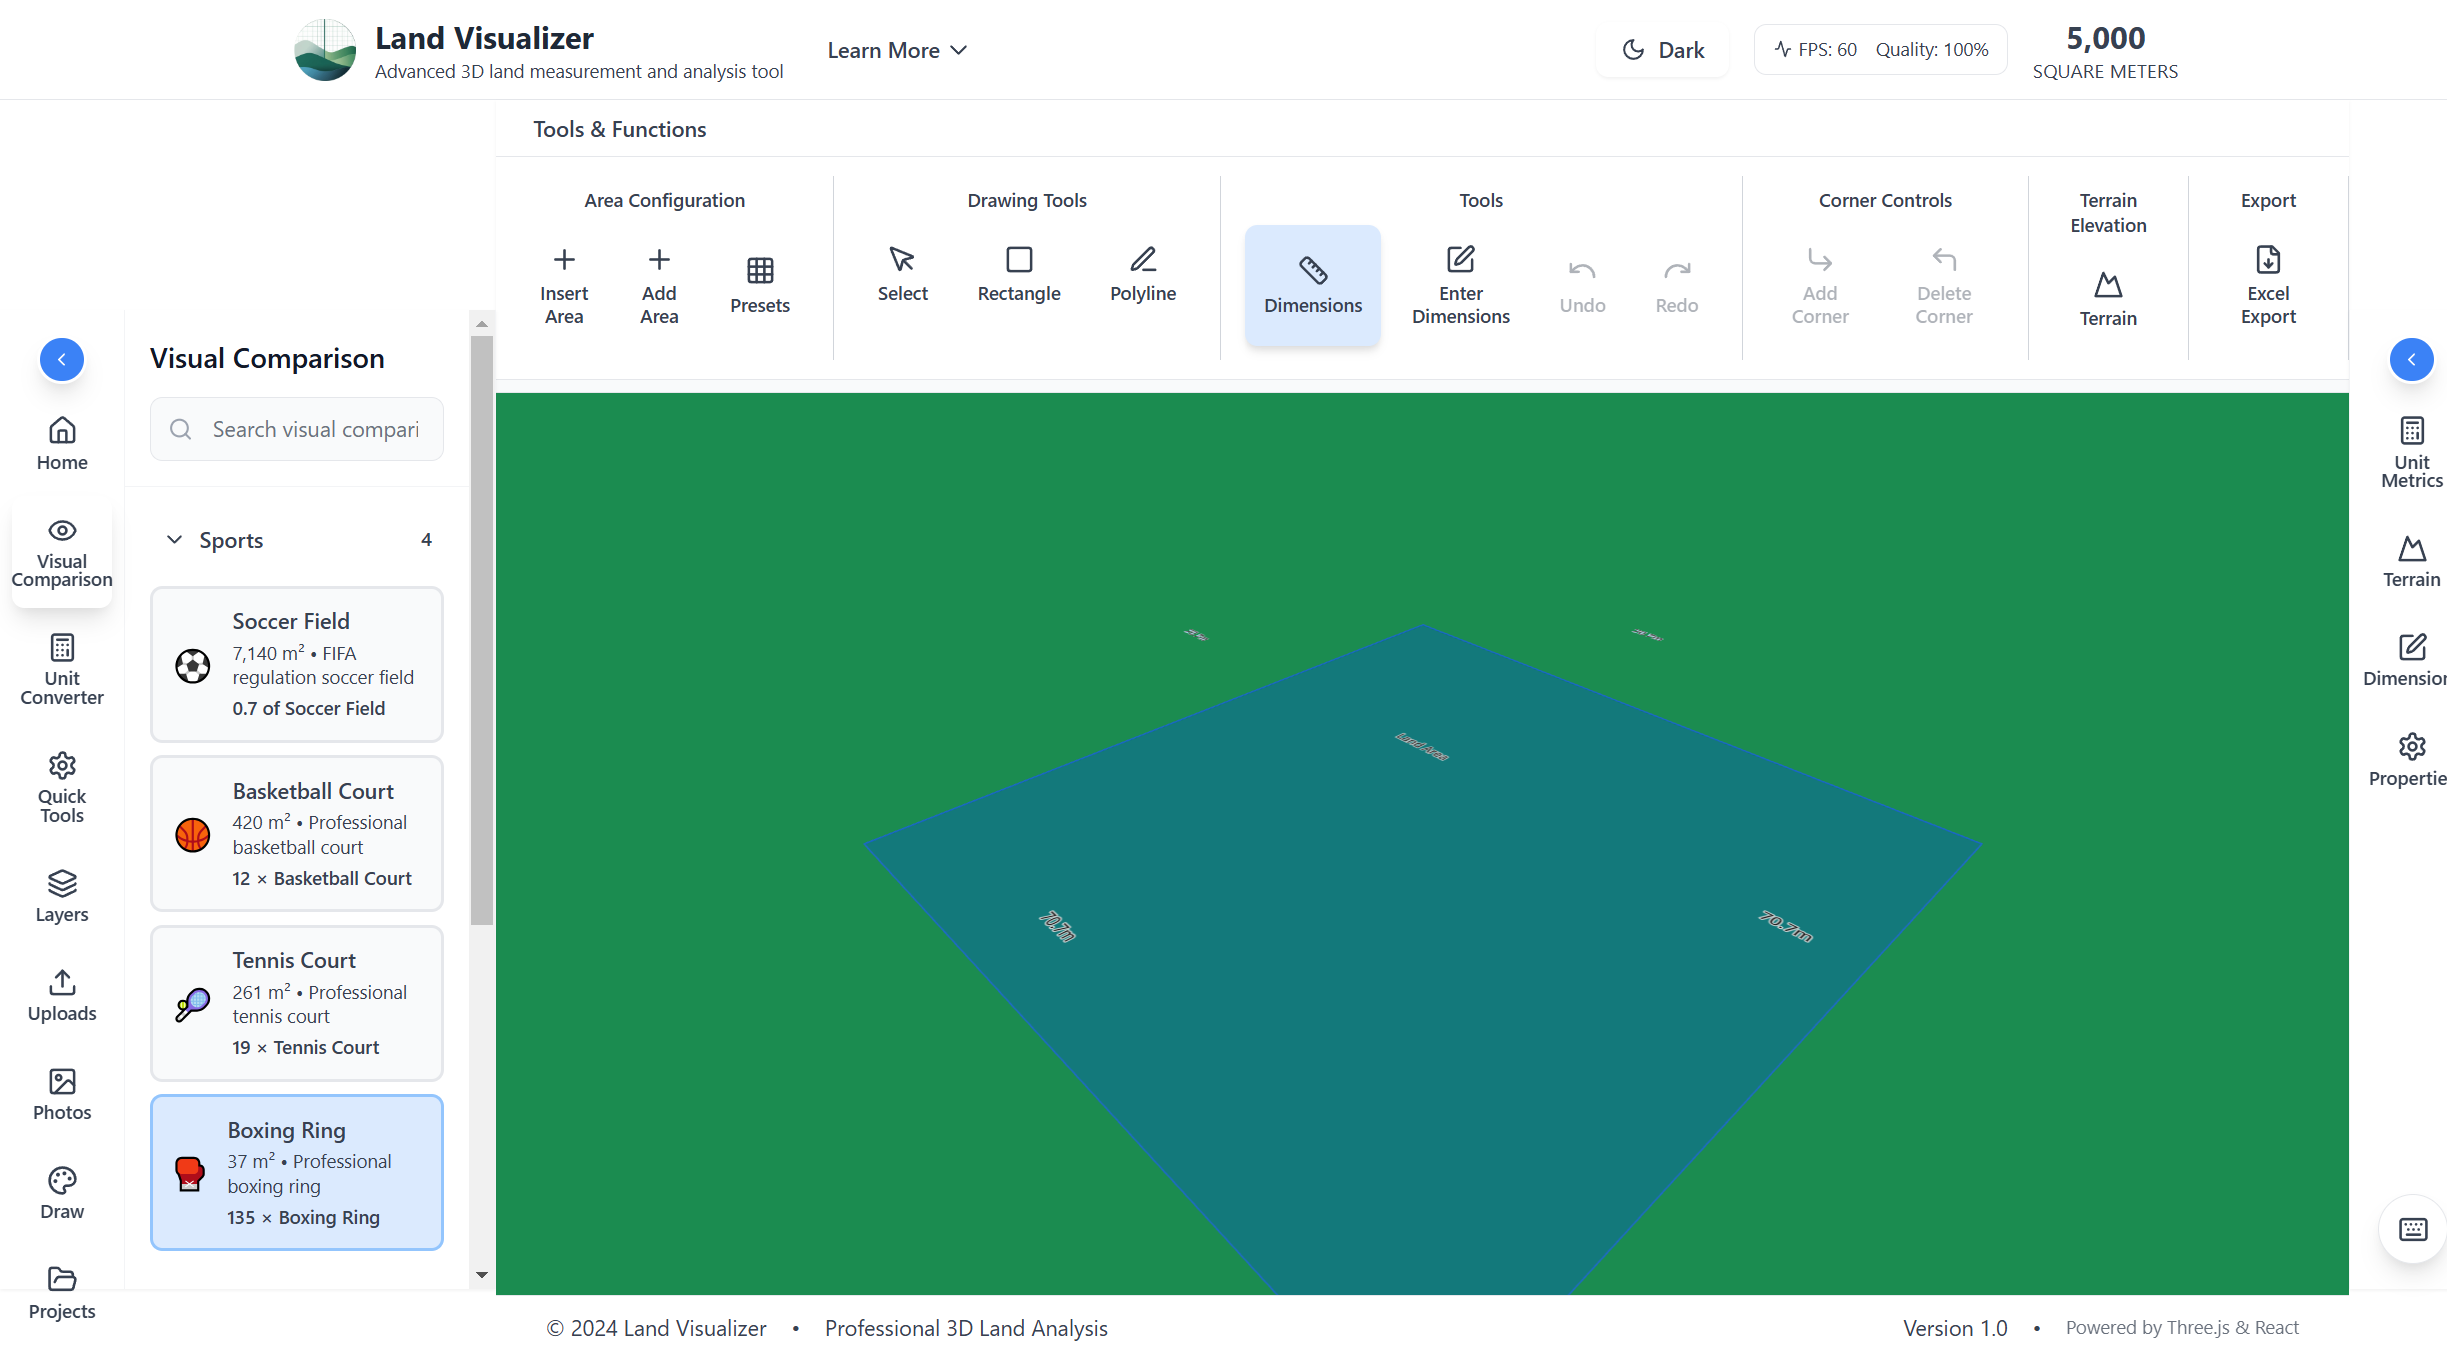 Land Visualizer
Advanced 3D land measurement and analysis tool
Learn More
Dark
FPS: 60 Quality: 100%
5,000
SQUARE METERS
Tools & Functions
Area Configuration
Insert
Area
Add
Area
Presets
Drawing Tools
Select
Rectangle
Polyline
Tools
Dimensions
Enter
Dimensions
Undo
Redo
Corner Controls
Add
Corner
Delete
Corner
Terrain
Elevation
Terrain
Export
Excel
Export
Home
Visual
Comparison
Unit
Converter
Quick
Tools
Layers
Uploads
Photos
Draw
Projects
Visual Comparison
Search visual compari
Sports 4
Soccer Field
7,140 m² • FIFA
regulation soccer field
0.7 of Soccer Field
Basketball Court
420 m² • Professional
basketball court
12 × Basketball Court
Tennis Court
261 m² • Professional
tennis court
19 × Tennis Court
Boxing Ring
37 m² • Professional
boxing ring
135 × Boxing Ring
Land Area
70.7m
70.7m
Unit
Metrics
Terrain
Dimension
Propertie
© 2024 Land Visualizer • Professional 3D Land Analysis
Version 1.0 • Powered by Three.js & React